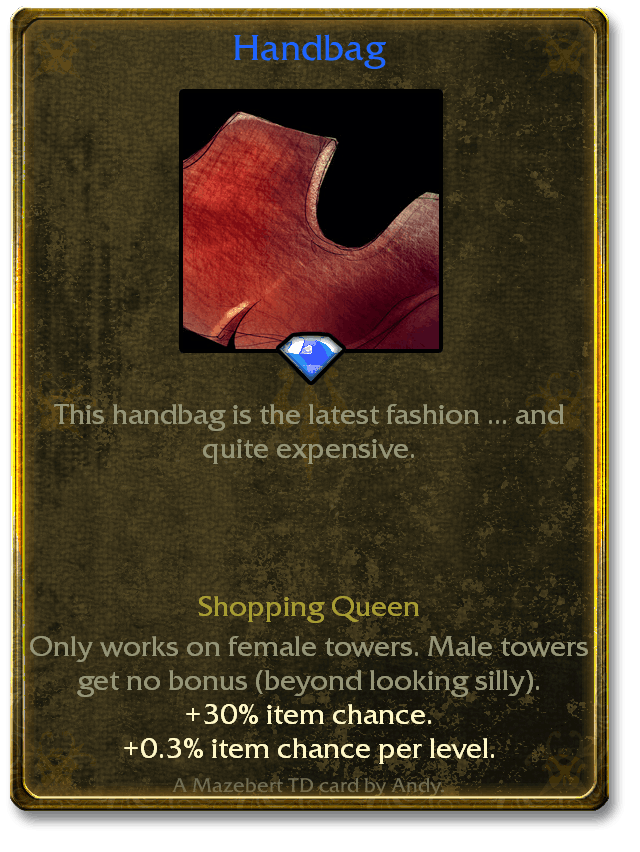 Handbag
This handbag is the latest fashion ... and
quite expensive.
Shopping Queen
Only works on female towers. Male towers
get no bonus (beyond looking silly).
+30% item chance.
+0.3% item chance per level.
A Mazebert TD card by Andy.